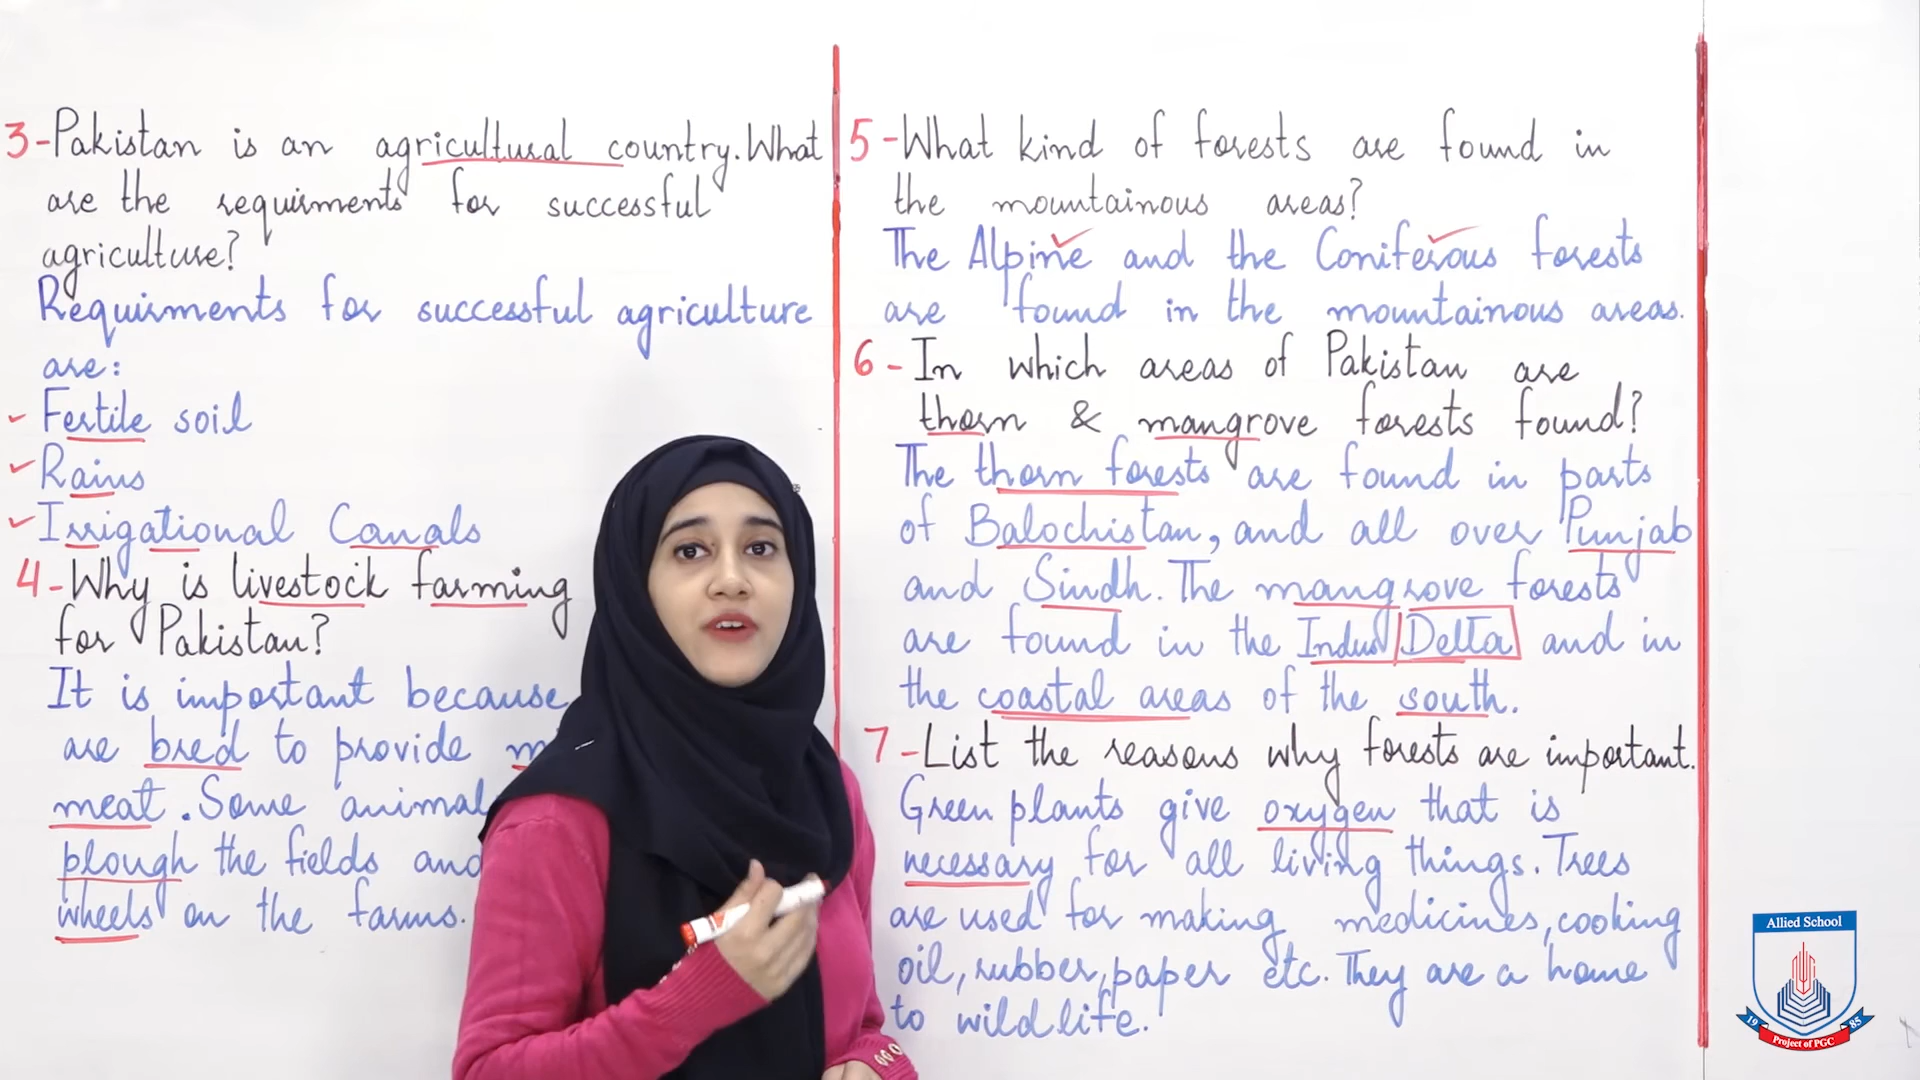 3-Pakistan is an agricultural country. What
are the requirments for successful
agriculture?
Requirments for successful agriculture
are:
Fertile soil
Rains
Irrigational Canals
4-Why is livestock farming
for Pakistan?
It is important because
are bred to provide
meat. Some animal
plough the fields and
wheels on the farms.
5-What kind of forests are found in
the mountainous areas?
The Alpine and the Coniferous forests
are found in the mountainous areas.
6-In which areas of Pakistan are
thorn & mangrove forests found?
The thorn forests are found in parts
of Balochistan, and all over Punjab
and Sindh. The mangrove forests
are found in the Indus Delta and in
the coastal areas of the south.
7-List the reasons why forests are important.
Green plants give oxygen that is
necessary for all living things. Trees
are used for making medicines, cooking
oil, rubber, paper etc. They are a home
to wildlife.
Allied School
19 85
Project of PGC